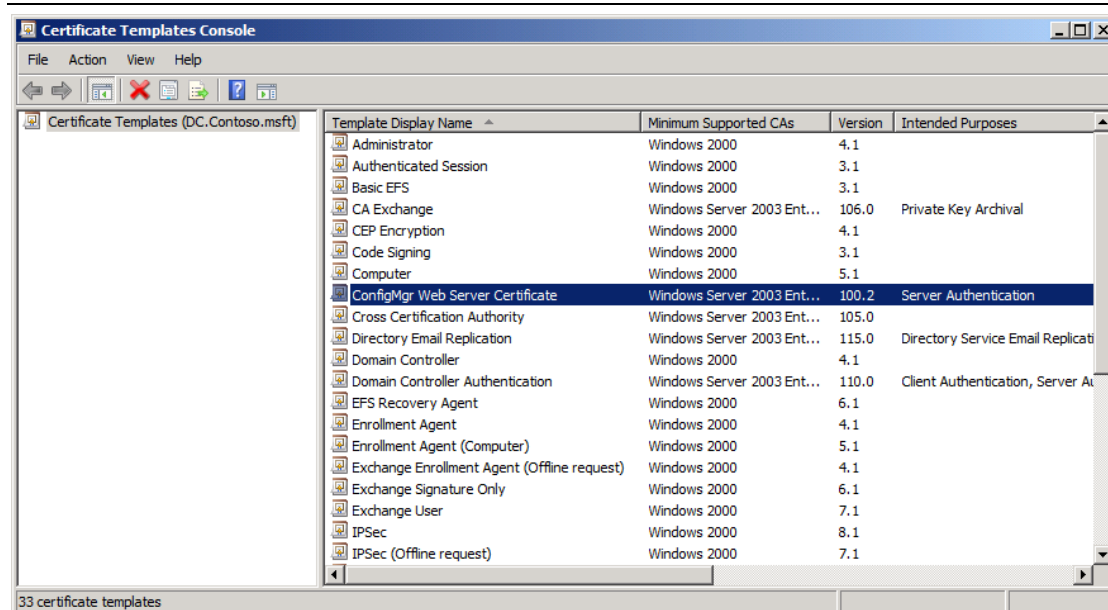 Certificate Templates Console
File Action View Help
Certificate Templates (DC.Contoso.msft)
Template Display Name Minimum Supported CAs Version Intended Purposes
Administrator Windows 2000 4.1
Authenticated Session Windows 2000 3.1
Basic EFS Windows 2000 3.1
CA Exchange Windows Server 2003 Ent... 106.0 Private Key Archival
CEP Encryption Windows 2000 4.1
Code Signing Windows 2000 3.1
Computer Windows 2000 5.1
ConfigMgr Web Server Certificate Windows Server 2003 Ent... 100.2 Server Authentication
Cross Certification Authority Windows Server 2003 Ent... 105.0
Directory Email Replication Windows Server 2003 Ent... 115.0 Directory Service Email Replicati
Domain Controller Windows 2000 4.1
Domain Controller Authentication Windows Server 2003 Ent... 110.0 Client Authentication, Server Au
EFS Recovery Agent Windows 2000 6.1
Enrollment Agent Windows 2000 4.1
Enrollment Agent (Computer) Windows 2000 5.1
Exchange Enrollment Agent (Offline request) Windows 2000 4.1
Exchange Signature Only Windows 2000 6.1
Exchange User Windows 2000 7.1
IPSec Windows 2000 8.1
IPSec (Offline request) Windows 2000 7.1
33 certificate templates